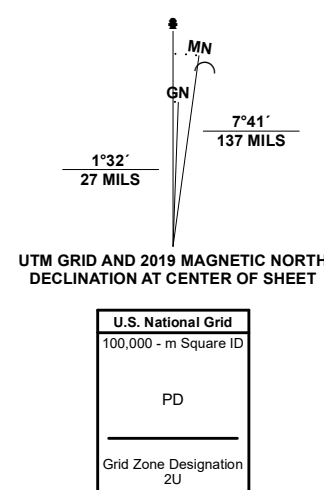 MN
GN
7°41´
137 MILS
1°32´
27 MILS
UTM GRID AND 2019 MAGNETIC NORTH
DECLINATION AT CENTER OF SHEET
U.S. National Grid
100,000 - m Square ID
PD
Grid Zone Designation
2U